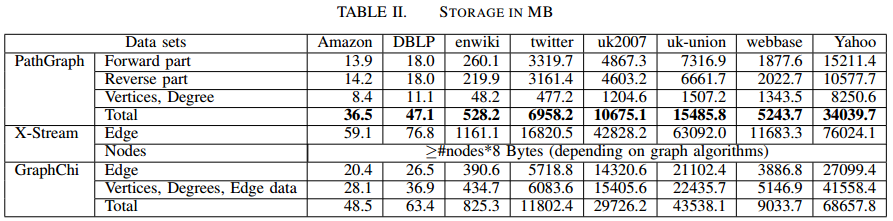 TABLE II. STORAGE IN MB
Data sets Amazon DBLP enwiki twitter uk2007 uk-union webbase Yahoo
PathGraph Forward part 13.9 18.0 260.1 3319.7 4867.3 7316.9 1877.6 15211.4
Reverse part 14.2 18.0 219.9 3161.4 4603.2 6661.7 2022.7 10577.7
Vertices, Degree 8.4 11.1 48.2 477.2 1204.6 1507.2 1343.5 8250.6
Total 36.5 47.1 528.2 6958.2 10675.1 15485.8 5243.7 34039.7
X-Stream Edge 59.1 76.8 1161.1 16820.5 42828.2 63092.0 11683.3 76024.1
Nodes ≥#nodes*8 Bytes (depending on graph algorithms)
GraphChi Edge 20.4 26.5 390.6 5718.8 14320.6 21102.4 3886.8 27099.4
Vertices, Degrees, Edge data 28.1 36.9 434.7 6083.6 15405.6 22435.7 5146.9 41558.4
Total 48.5 63.4 825.3 11802.4 29726.2 43538.1 9033.7 68657.8